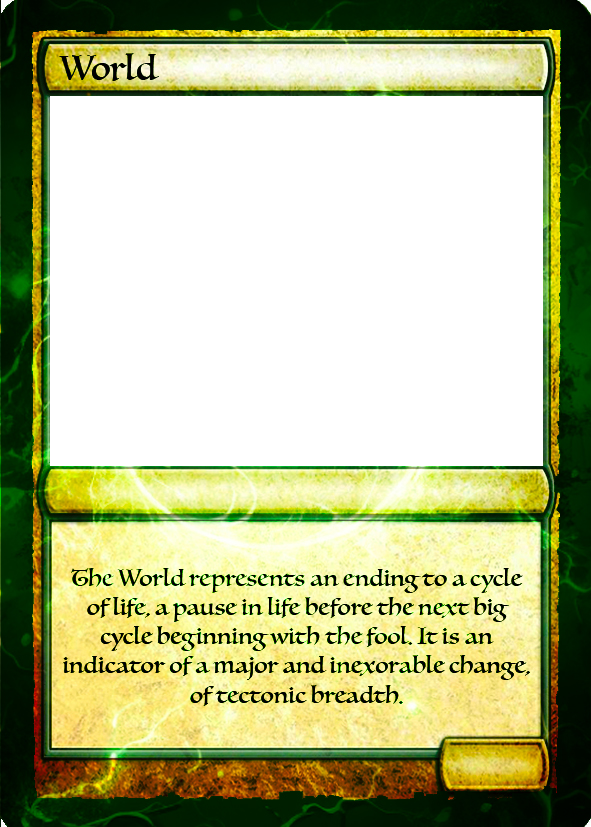 World
The World represents an ending to a cycle
of life, a pause in life before the next big
cycle beginning with the fool. It is an
indicator of a major and inexorable change,
of tectonic breadth.